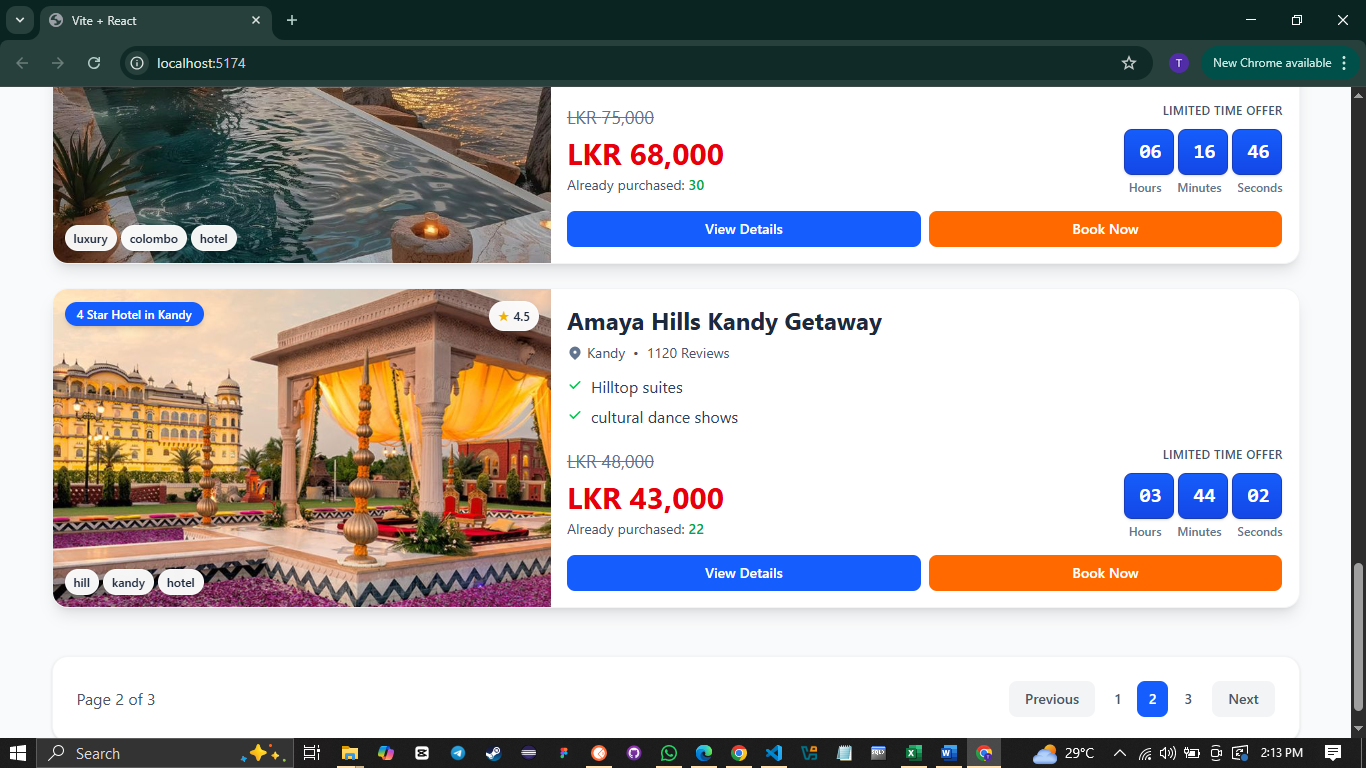 Vite + React
localhost:5174
T
New Chrome available
LKR 75,000
LIMITED TIME OFFER
LKR 68,000
06 16 46
Already purchased: 30
Hours Minutes Seconds
luxury colombo hotel
View Details Book Now
4 Star Hotel in Kandy
★ 4.5
Amaya Hills Kandy Getaway
Kandy • 1120 Reviews
Hilltop suites
cultural dance shows
LKR 48,000
LIMITED TIME OFFER
LKR 43,000
03 44 02
Already purchased: 22
Hours Minutes Seconds
hill kandy hotel
View Details Book Now
Page 2 of 3
Previous 1 2 3 Next
Search
29°C
2:13 PM